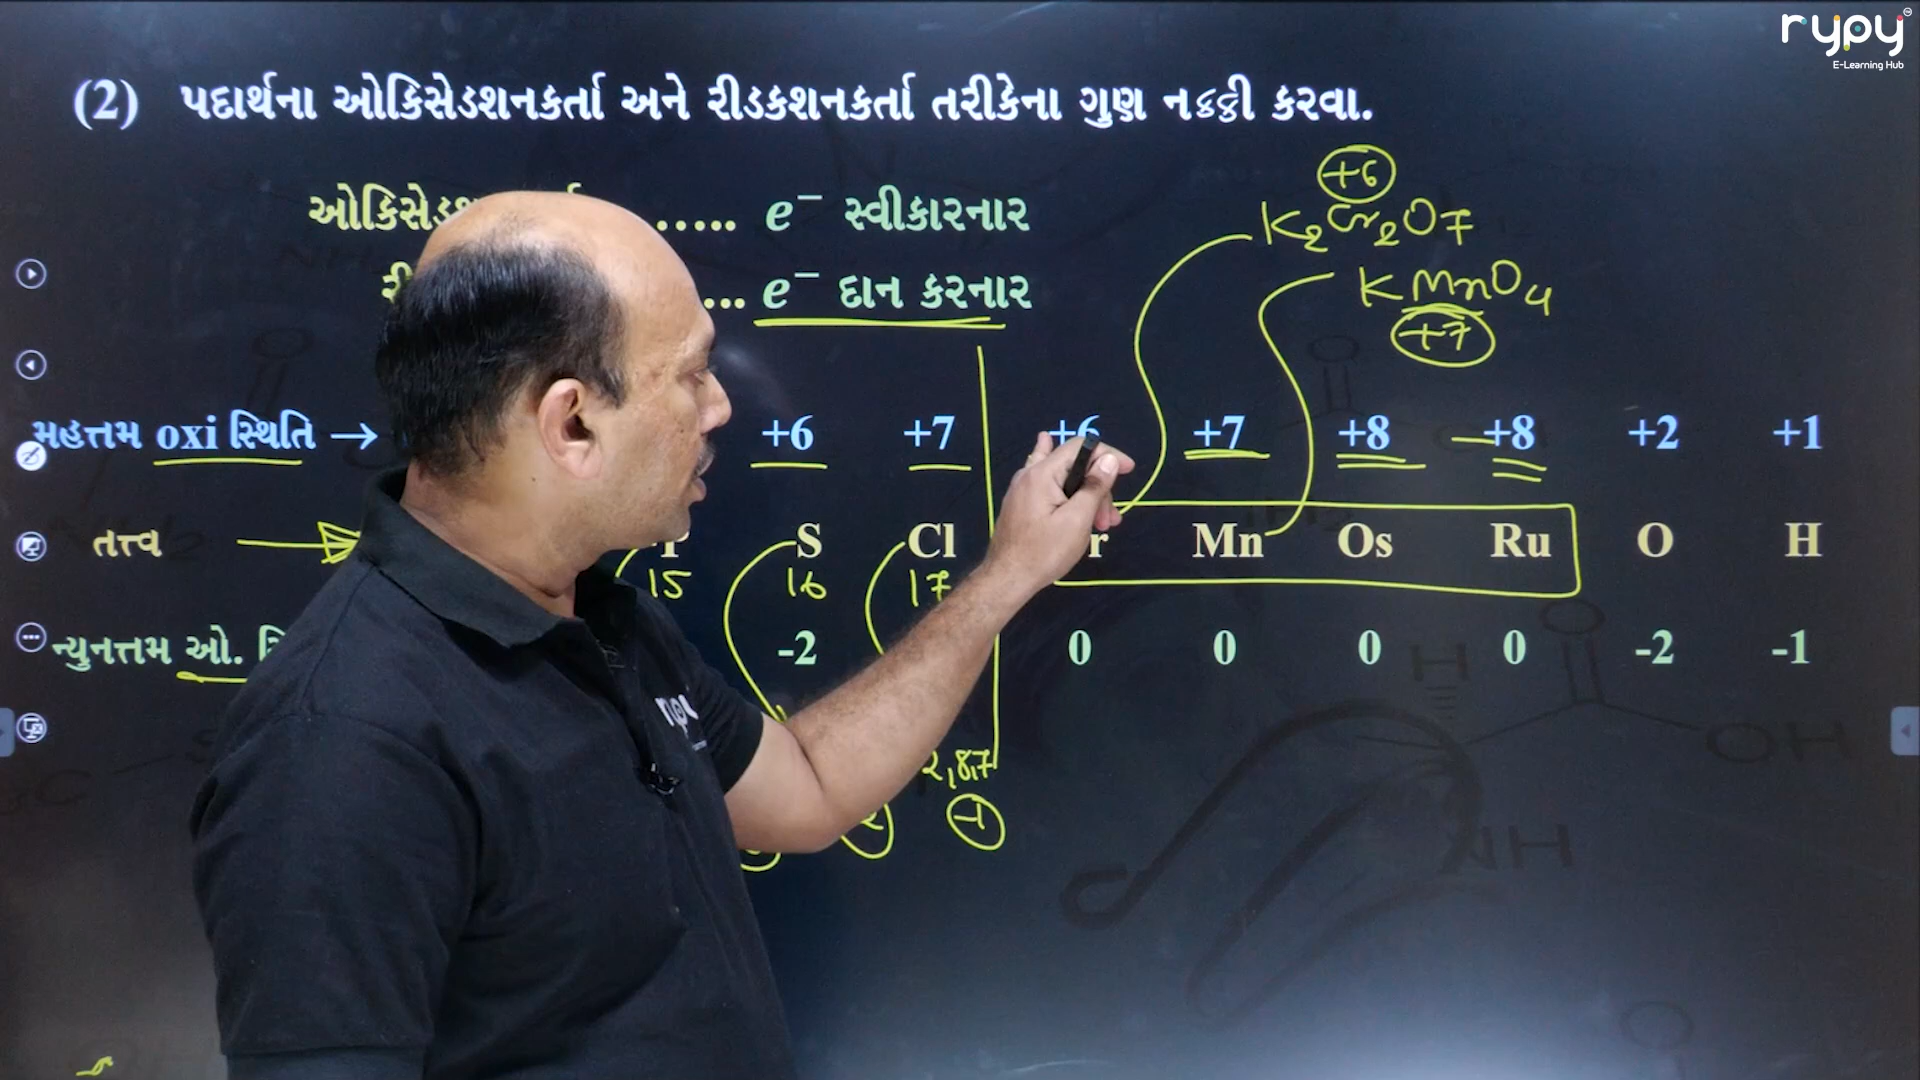 rypy
E-Learning Hub
(2) પદાર્થના ઓકિસેડશનકર્તા અને રીડકશનકર્તા તરીકેના ગુણ નક્કી કરવા.
+6
K2Cr2O7
..... e⁻ સ્વીકારનાર
.. e⁻ દાન કરનાર
KMnO4
+7
મહત્તમ oxi સ્થિતિ → +6 +7 +6 +7 +8 +8 +2 +1
તત્ત્વ P S Cl Mn Os Ru O H
15 16 17
ન્યુનત્તમ ઓ. -2 0 0 0 0 -2 -1
2,8,7
-1